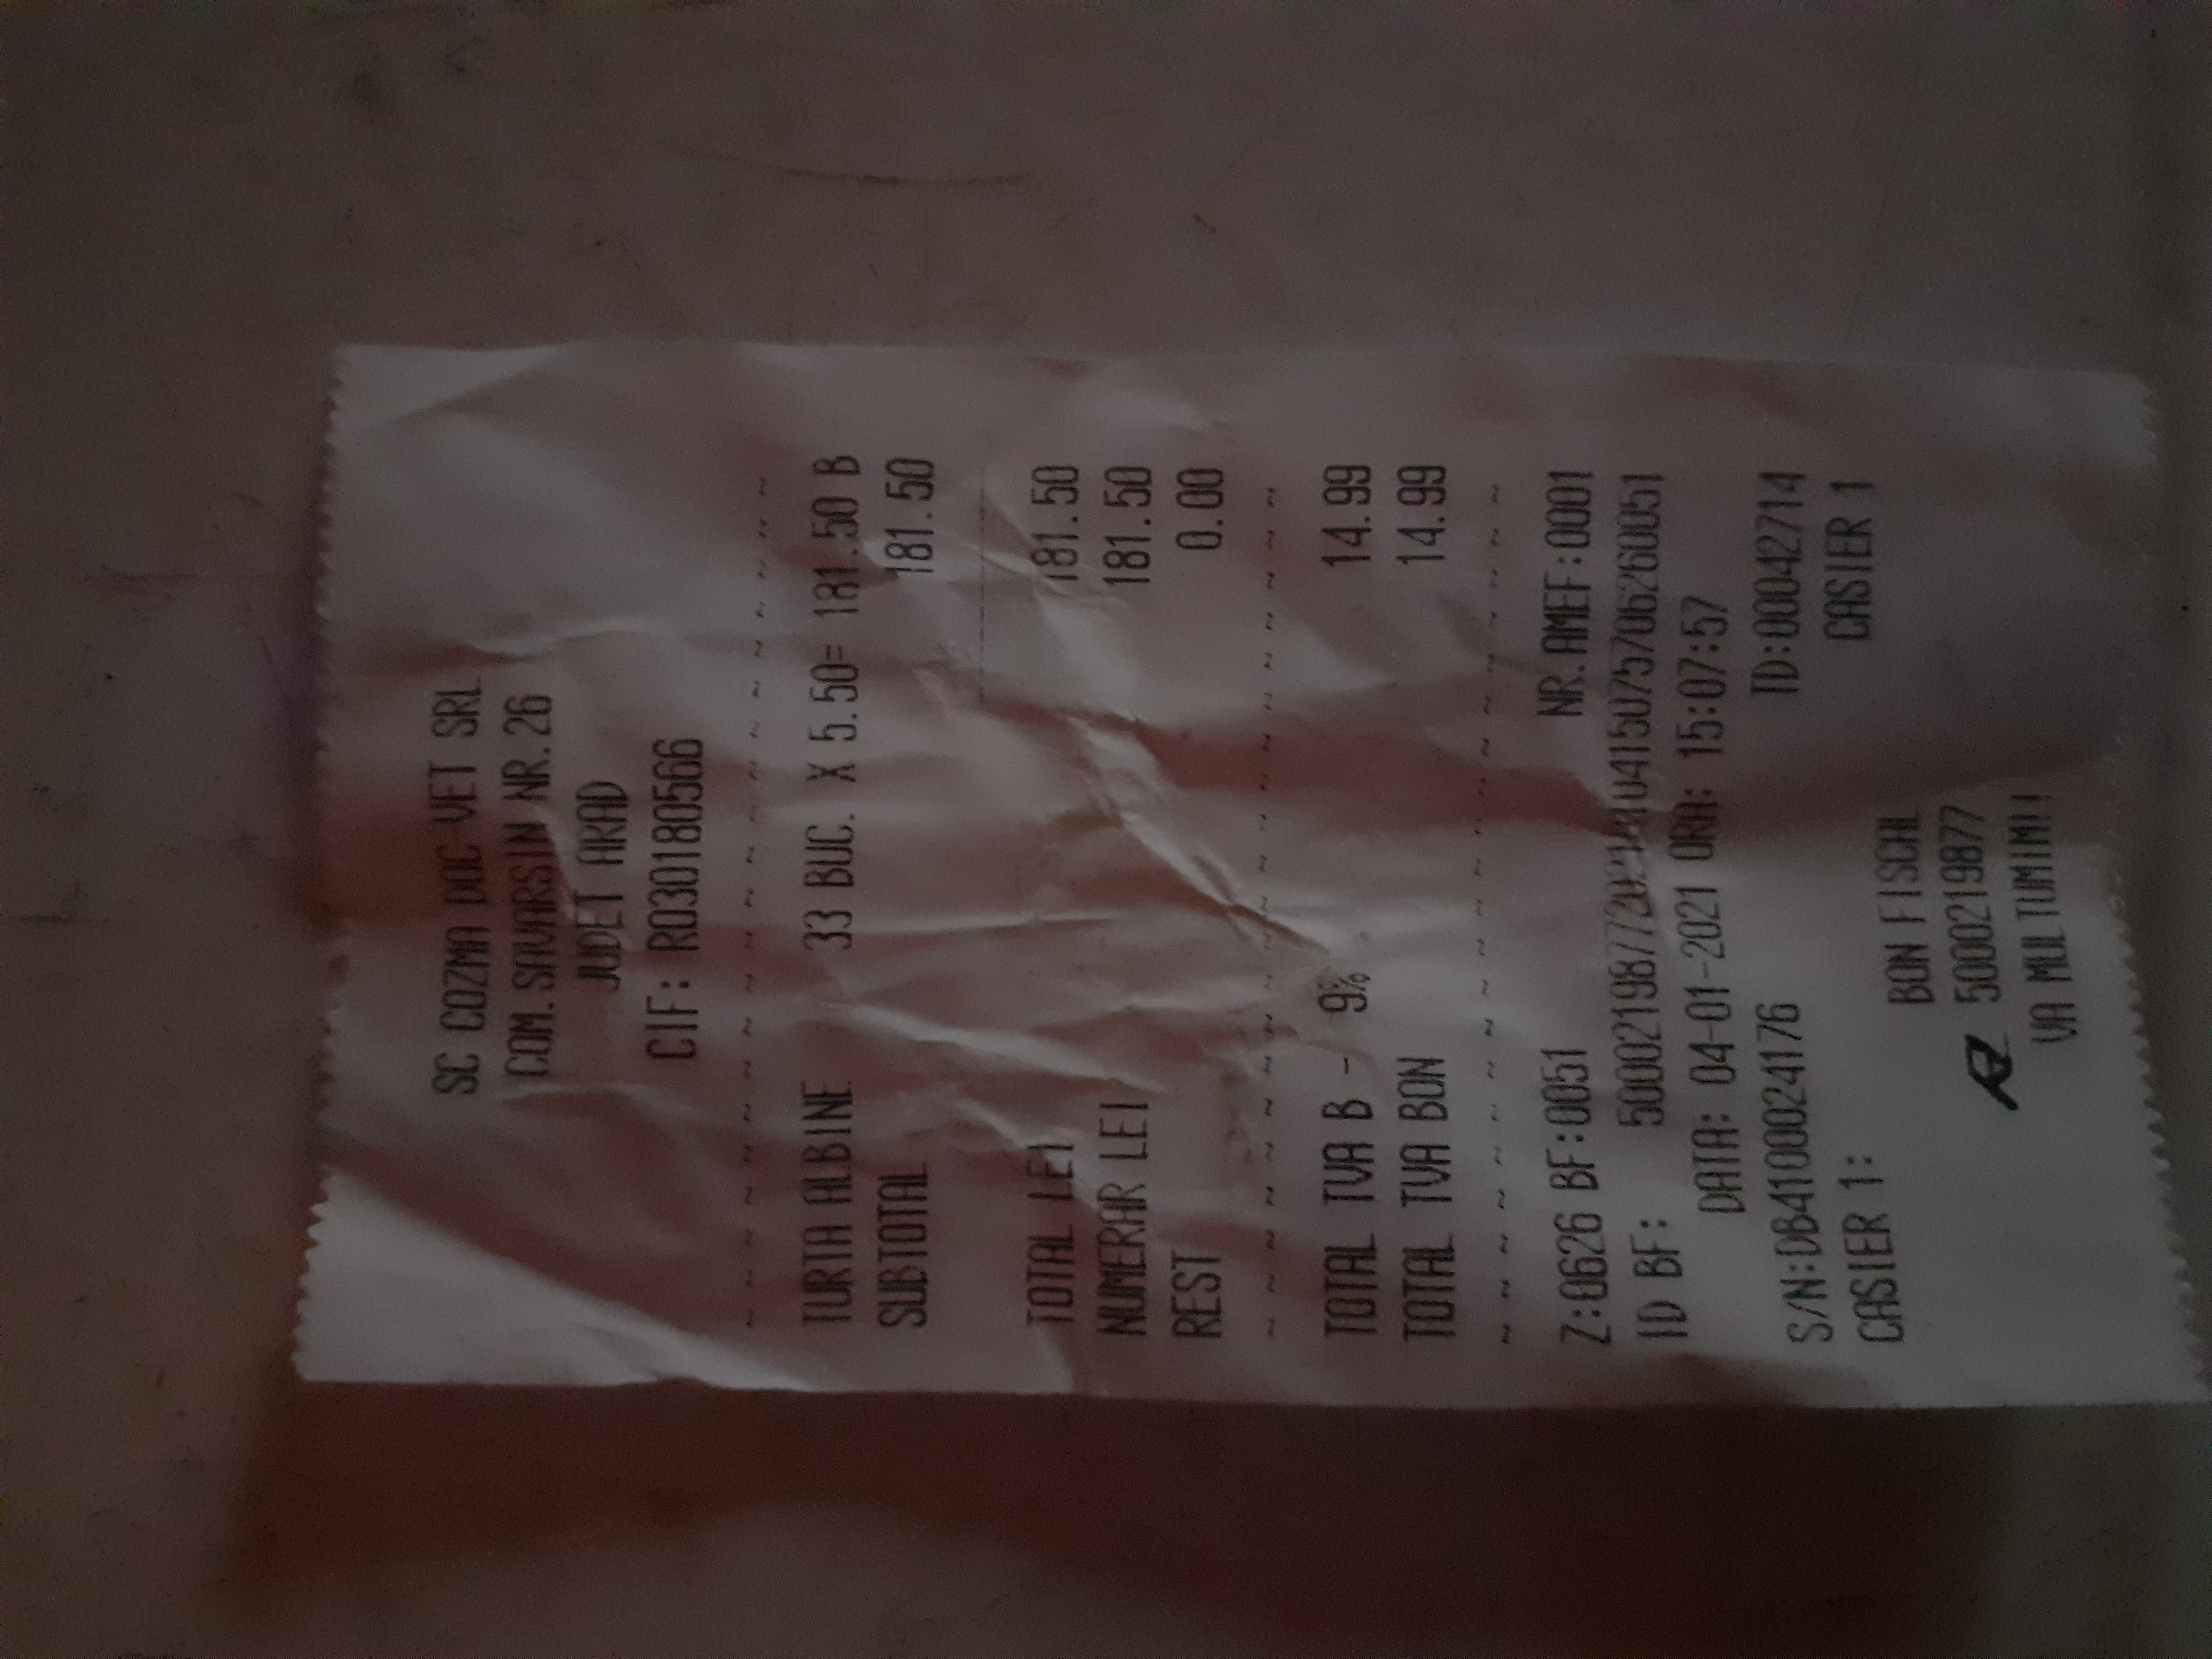 SC COZMA DOC-VET SRL
COM.SAVARSIN NR.26
JUDET ARAD
CIF: RO30180566
TURTA ALBINE 33 BUC. X 5.50= 181.50 B
SUBTOTAL 181.50
TOTAL LEI 181.50
NUMERAR LEI 181.50
REST 0.00
TOTAL TVA B - 9% 14.99
TOTAL TVA BON 14.99
Z:0626 BF:0051 NR.AMEF:0001
ID BF:
DATA: 04-01-2021 ORA: 15:07:57
S/N:DB4100024176 ID:00042714
CASIER 1: CASIER 1
BON FISCAL
5000219877
VA MULTUMIM!!